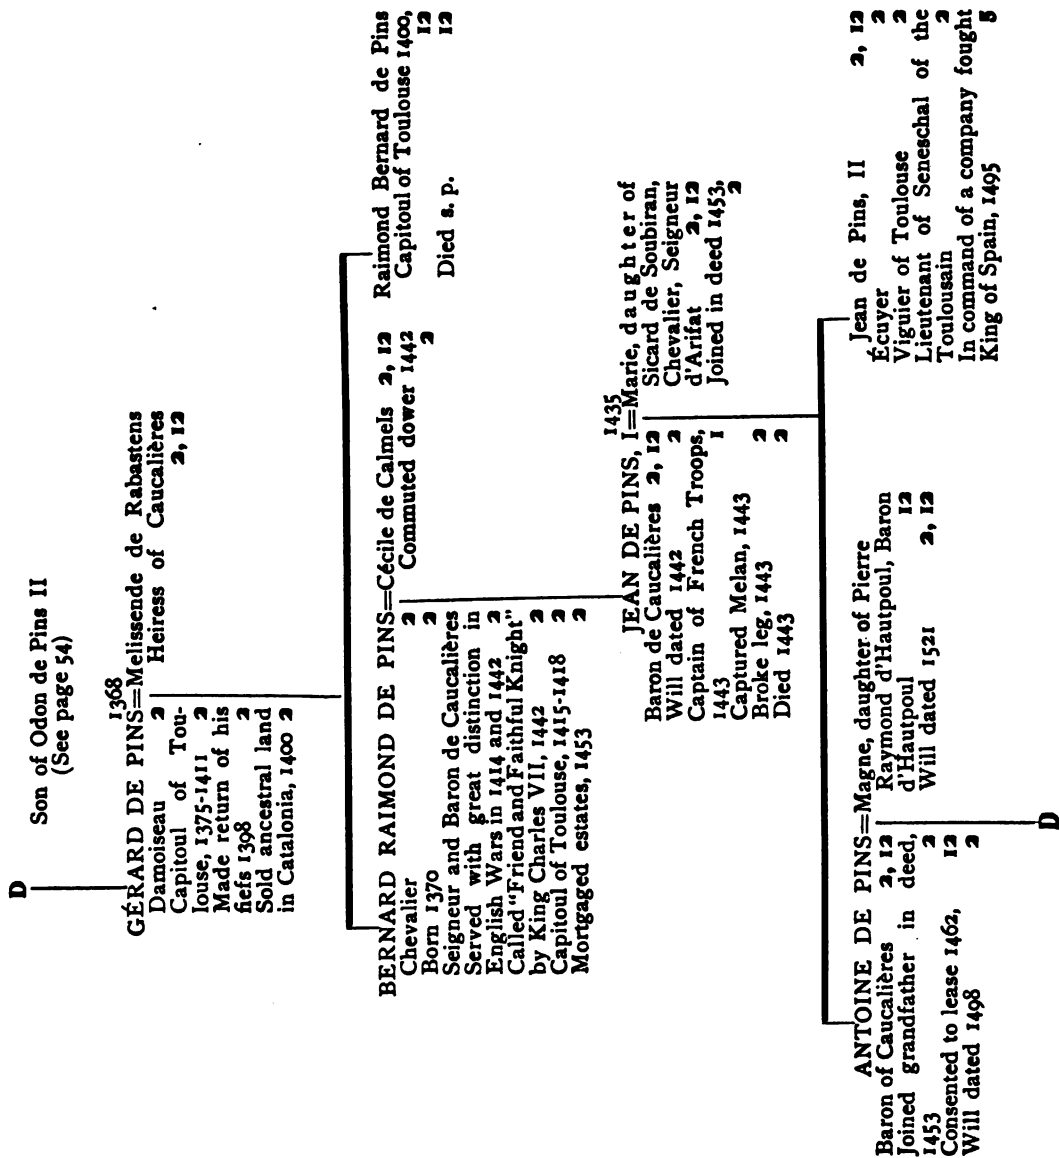 D
Son of Odon de Pins II
(See page 54)
1368
GÉRARD DE PINS=Melissende de Rabastens
Damoiseau 2
Capitoul of Tou-
louse, 1375-1411 2
Made return of his
fiefs 1398 2
Sold ancestral land
in Catalonia, 1400 2
Heiress of Caucalières
2, 12
BERNARD RAIMOND DE PINS=Cécile de Calmels 2, 12
Chevalier 2
Born 1370 2
Seigneur and Baron de Caucalières
Served with great distinction in
English Wars in 1414 and 1442 2
Called "Friend and Faithful Knight"
by King Charles VII, 1442 2
Capitoul of Toulouse, 1415-1418 2
Mortgaged estates, 1453 2
Commuted dower 1442
2
Raimond Bernard de Pins
Capitoul of Toulouse 1400,
12
Died s. p. 12
1435
JEAN DE PINS, I=Marie, daughter of
Baron de Caucalières 2, 12
Will dated 1442 2
Captain of French Troops,
1443 1
Captured Melan, 1443
Broke leg, 1443 2
Died 1443 2
Sicard de Soubiran,
Chevalier, Seigneur
d'Arifat 2, 12
Joined in deed 1453,
2
ANTOINE DE PINS=Magne, daughter of Pierre
Baron of Caucalières 2, 12
Joined grandfather in deed,
1453 2
Consented to lease 1462, 12
Will dated 1498 2
Raymond d'Hautpoul, Baron
d'Hautpoul 12
Will dated 1521 2, 12
Jean de Pins, II 2, 12
Écuyer 2
Viguier of Toulouse 2
Lieutenant of Seneschal of the
Toulousain 2
In command of a company fought
King of Spain, 1495 5
D